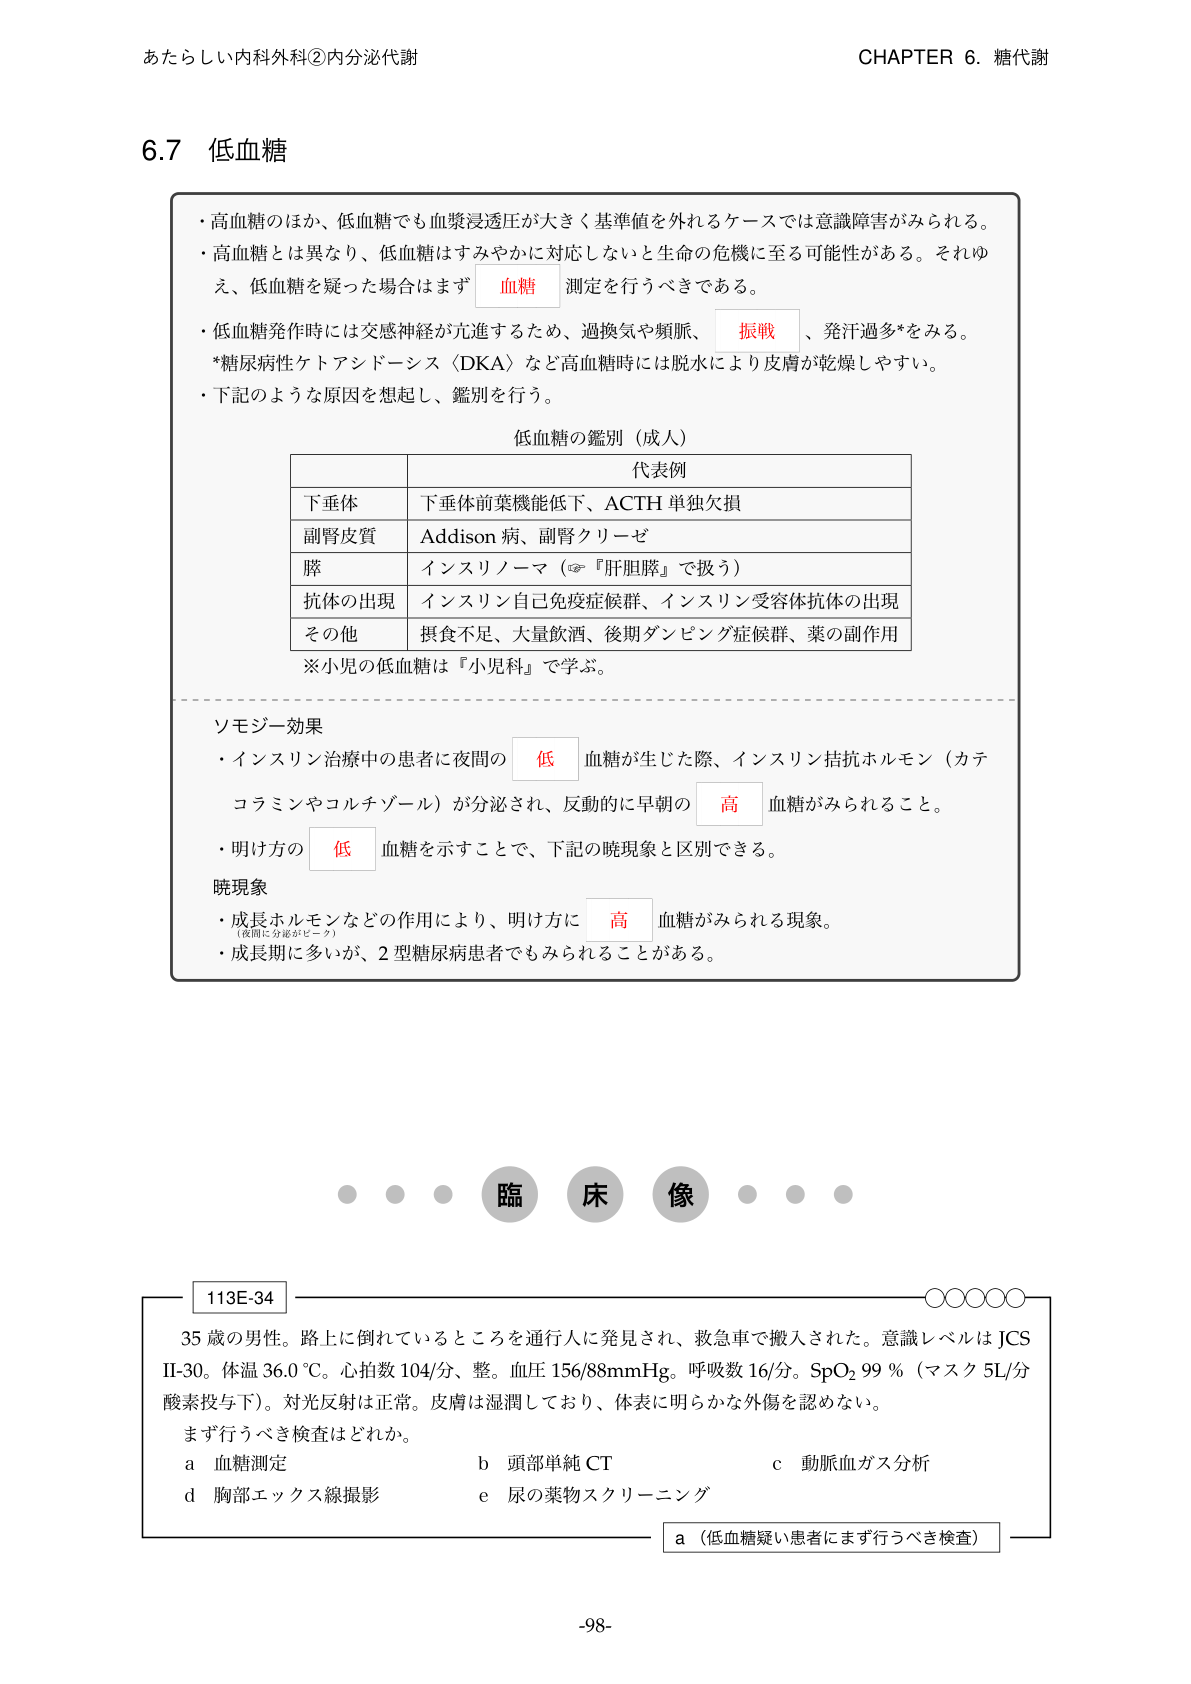 あたらしい内科外科②内分泌代謝
CHAPTER 6. 糖代謝
6.7 低血糖
・高血糖のほか、低血糖でも血漿浸透圧が大きく基準値を外れるケースでは意識障害がみられる。
・高血糖とは異なり、低血糖はすみやかに対応しないと生命の危機に至る可能性がある。それゆ
え、低血糖を疑った場合はまず 血糖 測定を行うべきである。
・低血糖発作時には交感神経が亢進するため、過換気や頻脈、 振戦 、発汗過多*をみる。
*糖尿病性ケトアシドーシス〈DKA〉など高血糖時には脱水により皮膚が乾燥しやすい。
・下記のような原因を想起し、鑑別を行う。
低血糖の鑑別（成人）
代表例
下垂体 下垂体前葉機能低下、ACTH 単独欠損
副腎皮質 Addison 病、副腎クリーゼ
膵 インスリノーマ（☞『肝胆膵』で扱う）
抗体の出現 インスリン自己免疫症候群、インスリン受容体抗体の出現
その他 摂食不足、大量飲酒、後期ダンピング症候群、薬の副作用
※小児の低血糖は『小児科』で学ぶ。
ソモジー効果
・インスリン治療中の患者に夜間の 低 血糖が生じた際、インスリン拮抗ホルモン（カテ
コラミンやコルチゾール）が分泌され、反動的に早朝の 高 血糖がみられること。
・明け方の 低 血糖を示すことで、下記の暁現象と区別できる。
暁現象
・成長ホルモンなどの作用により、明け方に 高 血糖がみられる現象。
（夜間に分泌がピーク）
・成長期に多いが、2 型糖尿病患者でもみられることがある。
臨 床 像
113E-34 ○○○○○
35 歳の男性。路上に倒れているところを通行人に発見され、救急車で搬入された。意識レベルは JCS
II-30。体温 36.0 ℃。心拍数 104/分、整。血圧 156/88mmHg。呼吸数 16/分。SpO₂ 99 %（マスク 5L/分
酸素投与下）。対光反射は正常。皮膚は湿潤しており、体表に明らかな外傷を認めない。
まず行うべき検査はどれか。
a 血糖測定 b 頭部単純 CT c 動脈血ガス分析
d 胸部エックス線撮影 e 尿の薬物スクリーニング
a （低血糖疑い患者にまず行うべき検査）
-98-